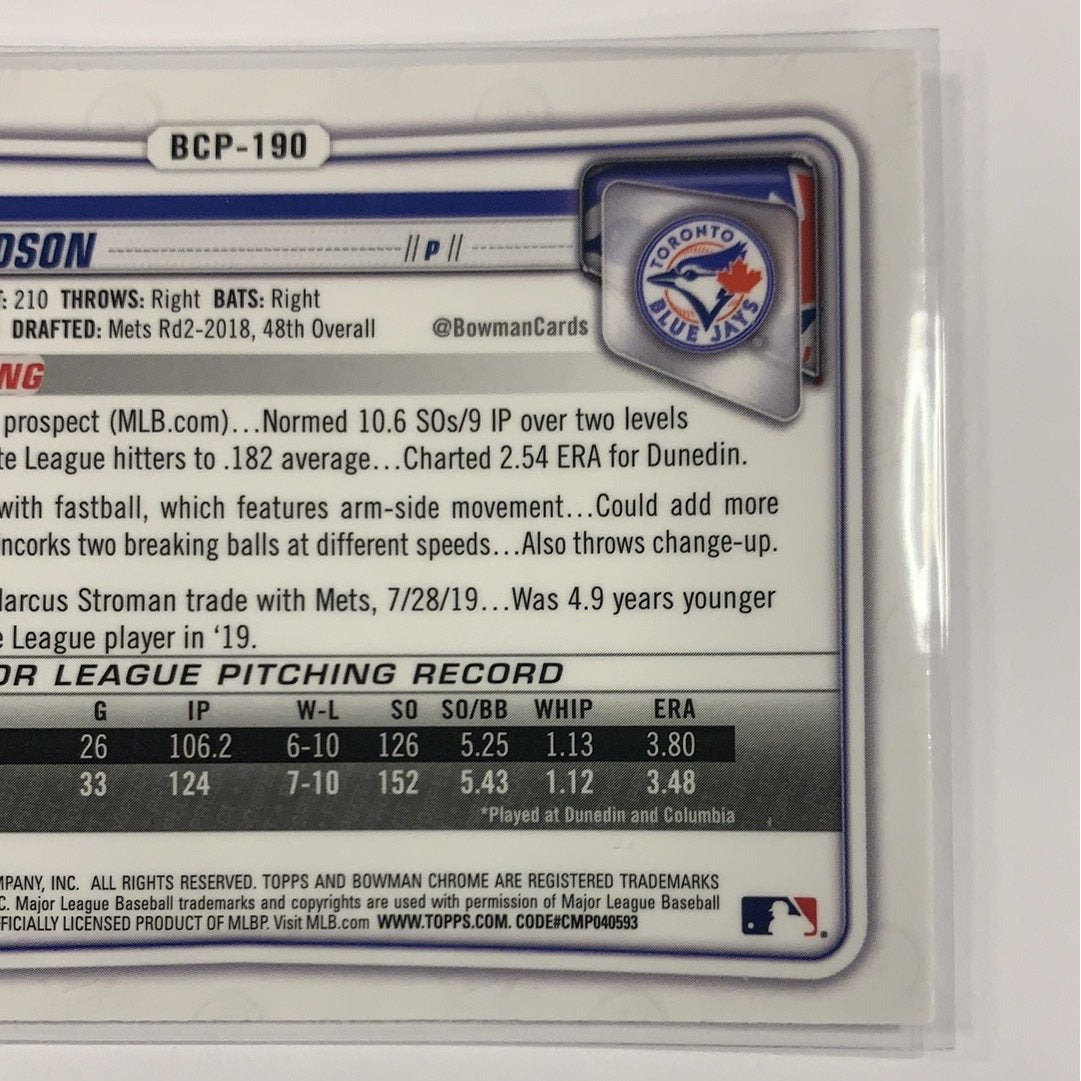 BCP-190
DSON // P //
T: 210 THROWS: Right BATS: Right
DRAFTED: Mets Rd2-2018, 48th Overall @BowmanCards
TORONTO
BLUE JAYS
NG
prospect (MLB.com)...Normed 10.6 SOs/9 IP over two levels
te League hitters to .182 average...Charted 2.54 ERA for Dunedin.
with fastball, which features arm-side movement...Could add more
ncorks two breaking balls at different speeds...Also throws change-up.
arcus Stroman trade with Mets, 7/28/19...Was 4.9 years younger
e League player in '19.
OR LEAGUE PITCHING RECORD
G IP W-L SO SO/BB WHIP ERA
26 106.2 6-10 126 5.25 1.13 3.80
33 124 7-10 152 5.43 1.12 3.48
*Played at Dunedin and Columbia
MPANY, INC. ALL RIGHTS RESERVED. TOPPS AND BOWMAN CHROME ARE REGISTERED TRADEMARKS
C. Major League Baseball trademarks and copyrights are used with permission of Major League Baseball
FFICIALLY LICENSED PRODUCT OF MLBP. Visit MLB.com WWW.TOPPS.COM. CODE#CMP040593